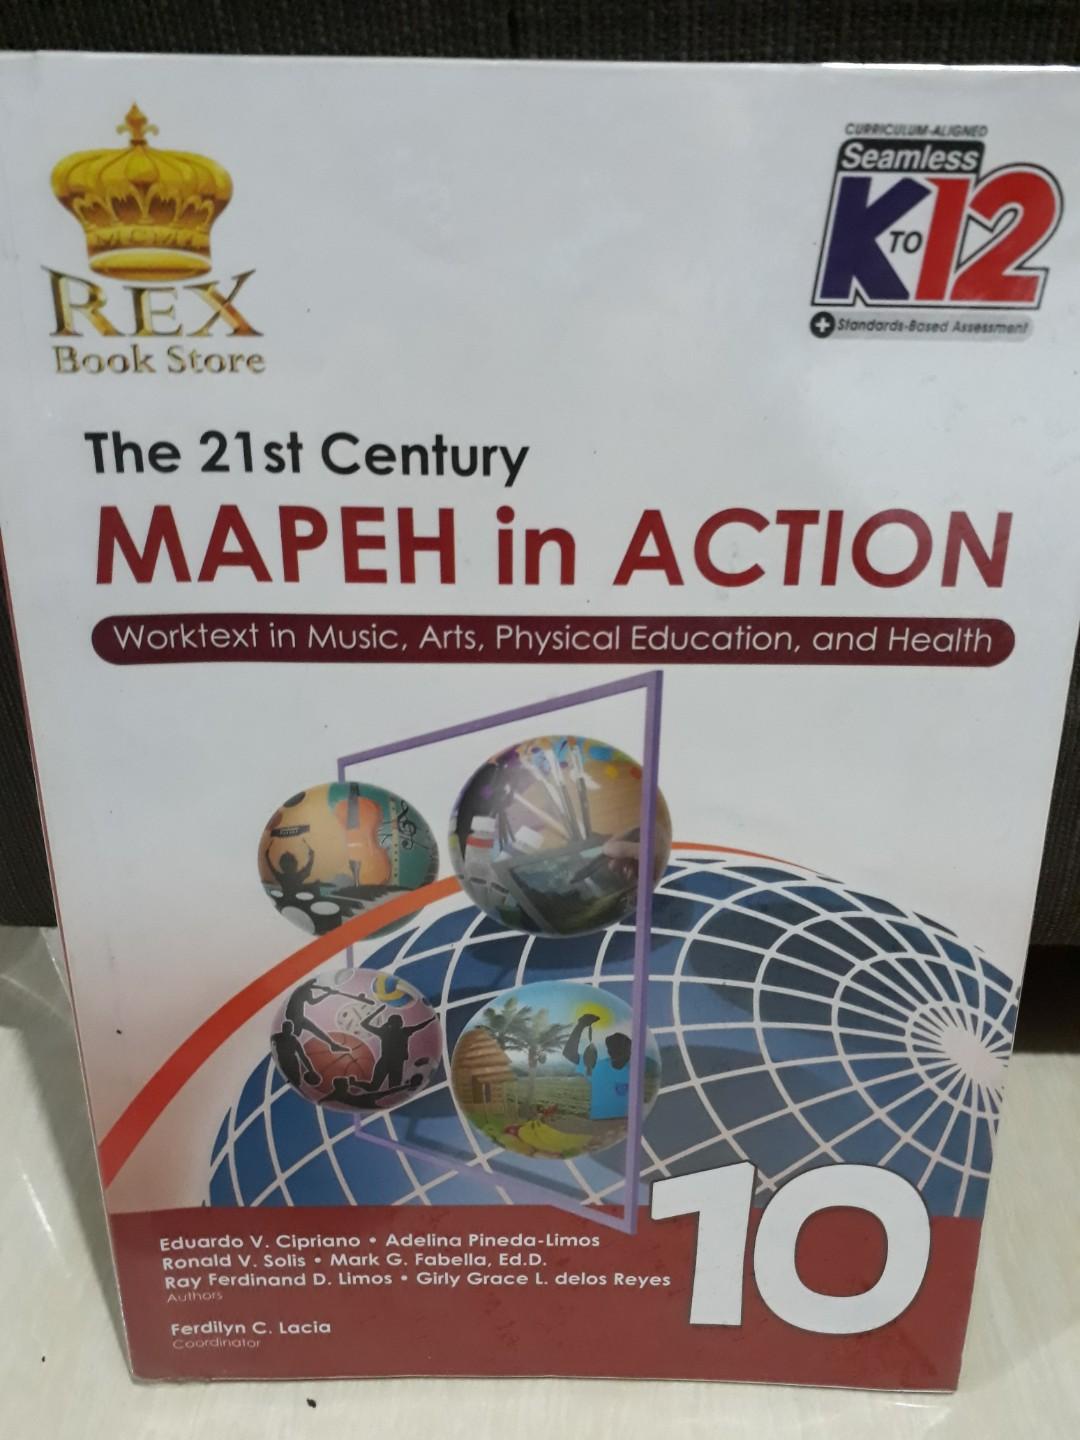 CURRICULUM-ALIGNED
Seamless
K TO 12
Standards-Based Assessment
REX
Book Store
The 21st Century
MAPEH in ACTION
Worktext in Music, Arts, Physical Education, and Health
10
Eduardo V. Cipriano • Adelina Pineda-Limos
Ronald V. Solis • Mark G. Fabella, Ed.D.
Ray Ferdinand D. Limos • Girly Grace L. delos Reyes
Authors
Ferdilyn C. Lacia
Coordinator